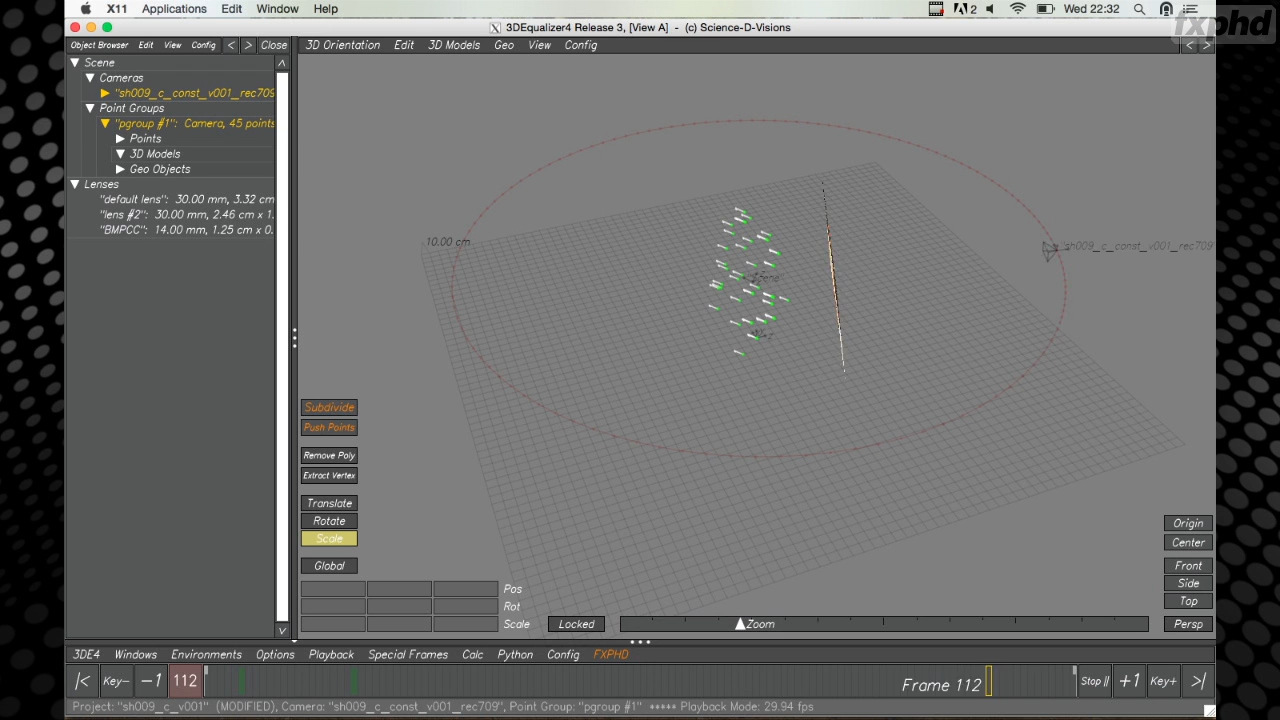 X11 Applications Edit Window Help
2 Wed 22:32
fxphd
3DEqualizer4 Release 3, [View A] - (c) Science-D-Visions
Object Browser Edit View Config < > Close
3D Orientation Edit 3D Models Geo View Config < >
Scene
Cameras
"sh009_c_const_v001_rec709
Point Groups
"pgroup #1": Camera, 45 points
Points
3D Models
Geo Objects
Lenses
"default lens": 30.00 mm, 3.32 cm
"lens #2": 30.00 mm, 2.46 cm x 1.
"BMPCC": 14.00 mm, 1.25 cm x 0.
10.00 cm
"sh009_c_const_v001_rec709"
Subdivide
Push Points
Remove Poly
Extract Vertex
Translate
Rotate
Scale
Global
Pos
Rot
Scale
Locked
Zoom
Origin
Center
Front
Side
Top
Persp
3DE4 Windows Environments Options Playback Special Frames Calc Python Config FXPHD
|< Key- -1 112 Frame 112 Stop || +1 Key+ >|
Project: "sh009_c_v001" (MODIFIED), Camera: "sh009_c_const_v001_rec709", Point Group: "pgroup #1" ***** Playback Mode: 29.94 fps